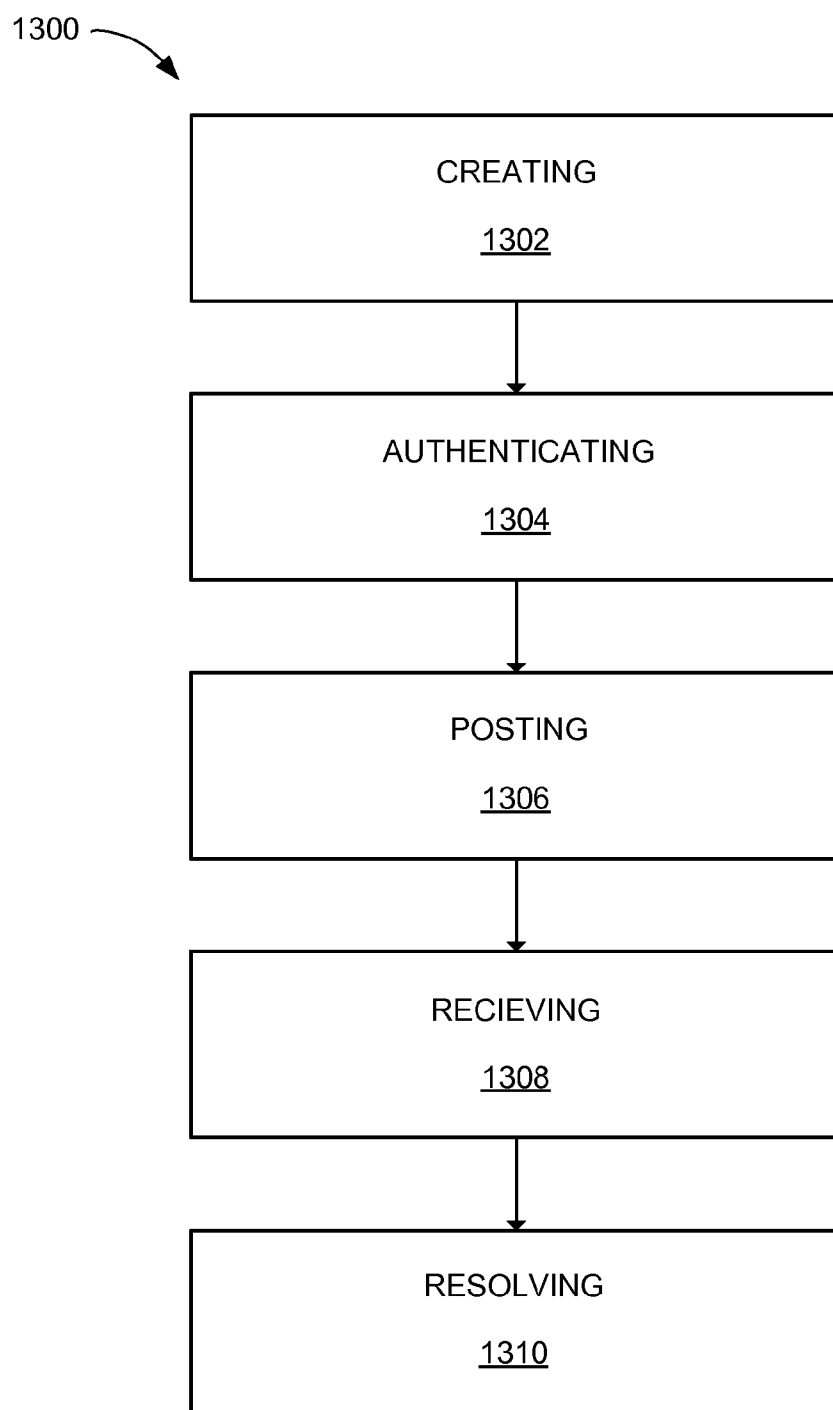 1300
CREATING
1302
AUTHENTICATING
1304
POSTING
1306
RECIEVING
1308
RESOLVING
1310